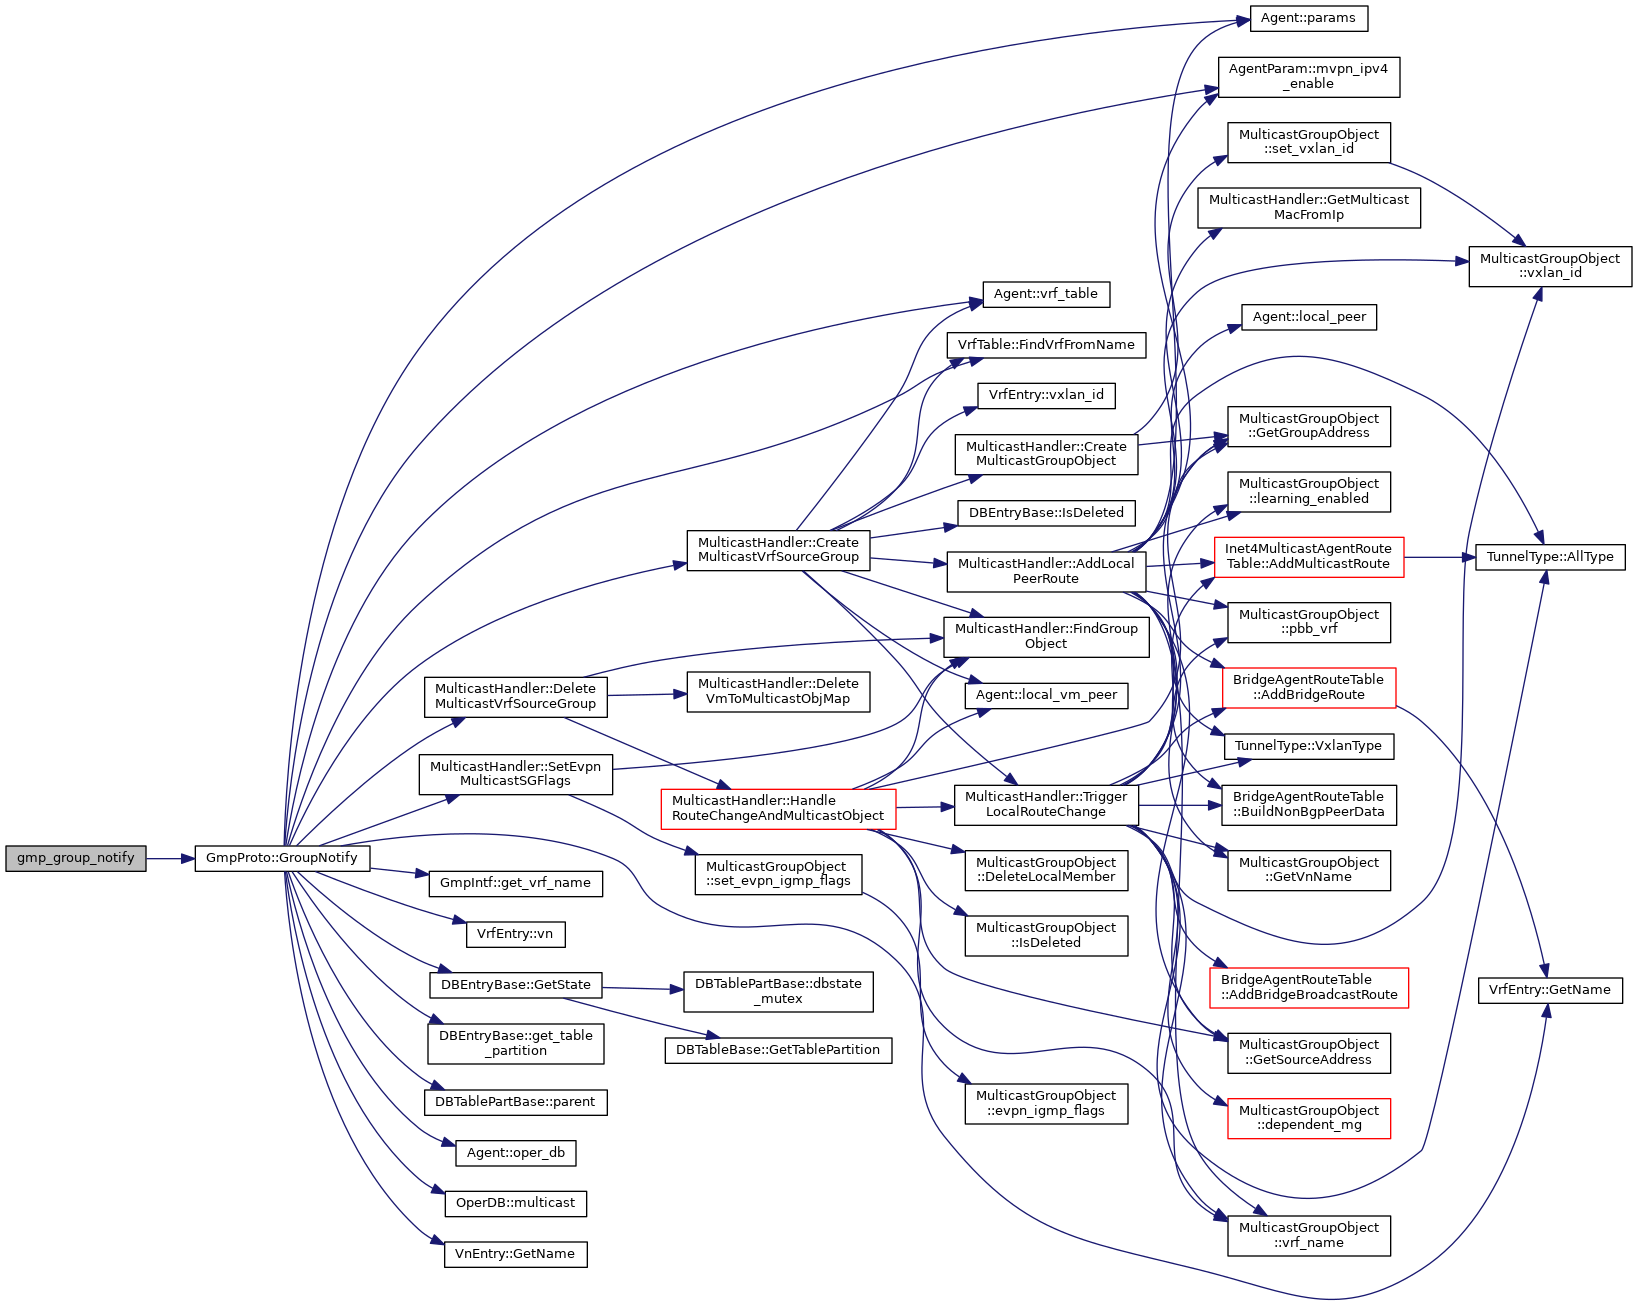 gmp_group_notify
GmpProto::GroupNotify
MulticastHandler::Delete
MulticastVrfSourceGroup
MulticastHandler::SetEvpn
MulticastSGFlags
GmpIntf::get_vrf_name
VrfEntry::vn
DBEntryBase::GetState
DBEntryBase::get_table
_partition
DBTablePartBase::parent
Agent::oper_db
OperDB::multicast
VnEntry::GetName
MulticastHandler::Create
MulticastVrfSourceGroup
MulticastHandler::Delete
VmToMulticastObjMap
MulticastHandler::Handle
RouteChangeAndMulticastObject
MulticastGroupObject
::set_evpn_igmp_flags
DBTablePartBase::dbstate
_mutex
DBTableBase::GetTablePartition
Agent::vrf_table
VrfTable::FindVrfFromName
VrfEntry::vxlan_id
MulticastHandler::Create
MulticastGroupObject
DBEntryBase::IsDeleted
MulticastHandler::AddLocal
PeerRoute
MulticastHandler::FindGroup
Object
Agent::local_vm_peer
MulticastHandler::Trigger
LocalRouteChange
MulticastGroupObject
::DeleteLocalMember
MulticastGroupObject
::IsDeleted
MulticastGroupObject
::evpn_igmp_flags
Agent::params
AgentParam::mvpn_ipv4
_enable
MulticastGroupObject
::set_vxlan_id
MulticastHandler::GetMulticast
MacFromIp
Agent::local_peer
MulticastGroupObject
::GetGroupAddress
MulticastGroupObject
::learning_enabled
Inet4MulticastAgentRoute
Table::AddMulticastRoute
MulticastGroupObject
::pbb_vrf
BridgeAgentRouteTable
::AddBridgeRoute
TunnelType::VxlanType
BridgeAgentRouteTable
::BuildNonBgpPeerData
MulticastGroupObject
::GetVnName
BridgeAgentRouteTable
::AddBridgeBroadcastRoute
MulticastGroupObject
::GetSourceAddress
MulticastGroupObject
::dependent_mg
MulticastGroupObject
::vrf_name
MulticastGroupObject
::vxlan_id
TunnelType::AllType
VrfEntry::GetName